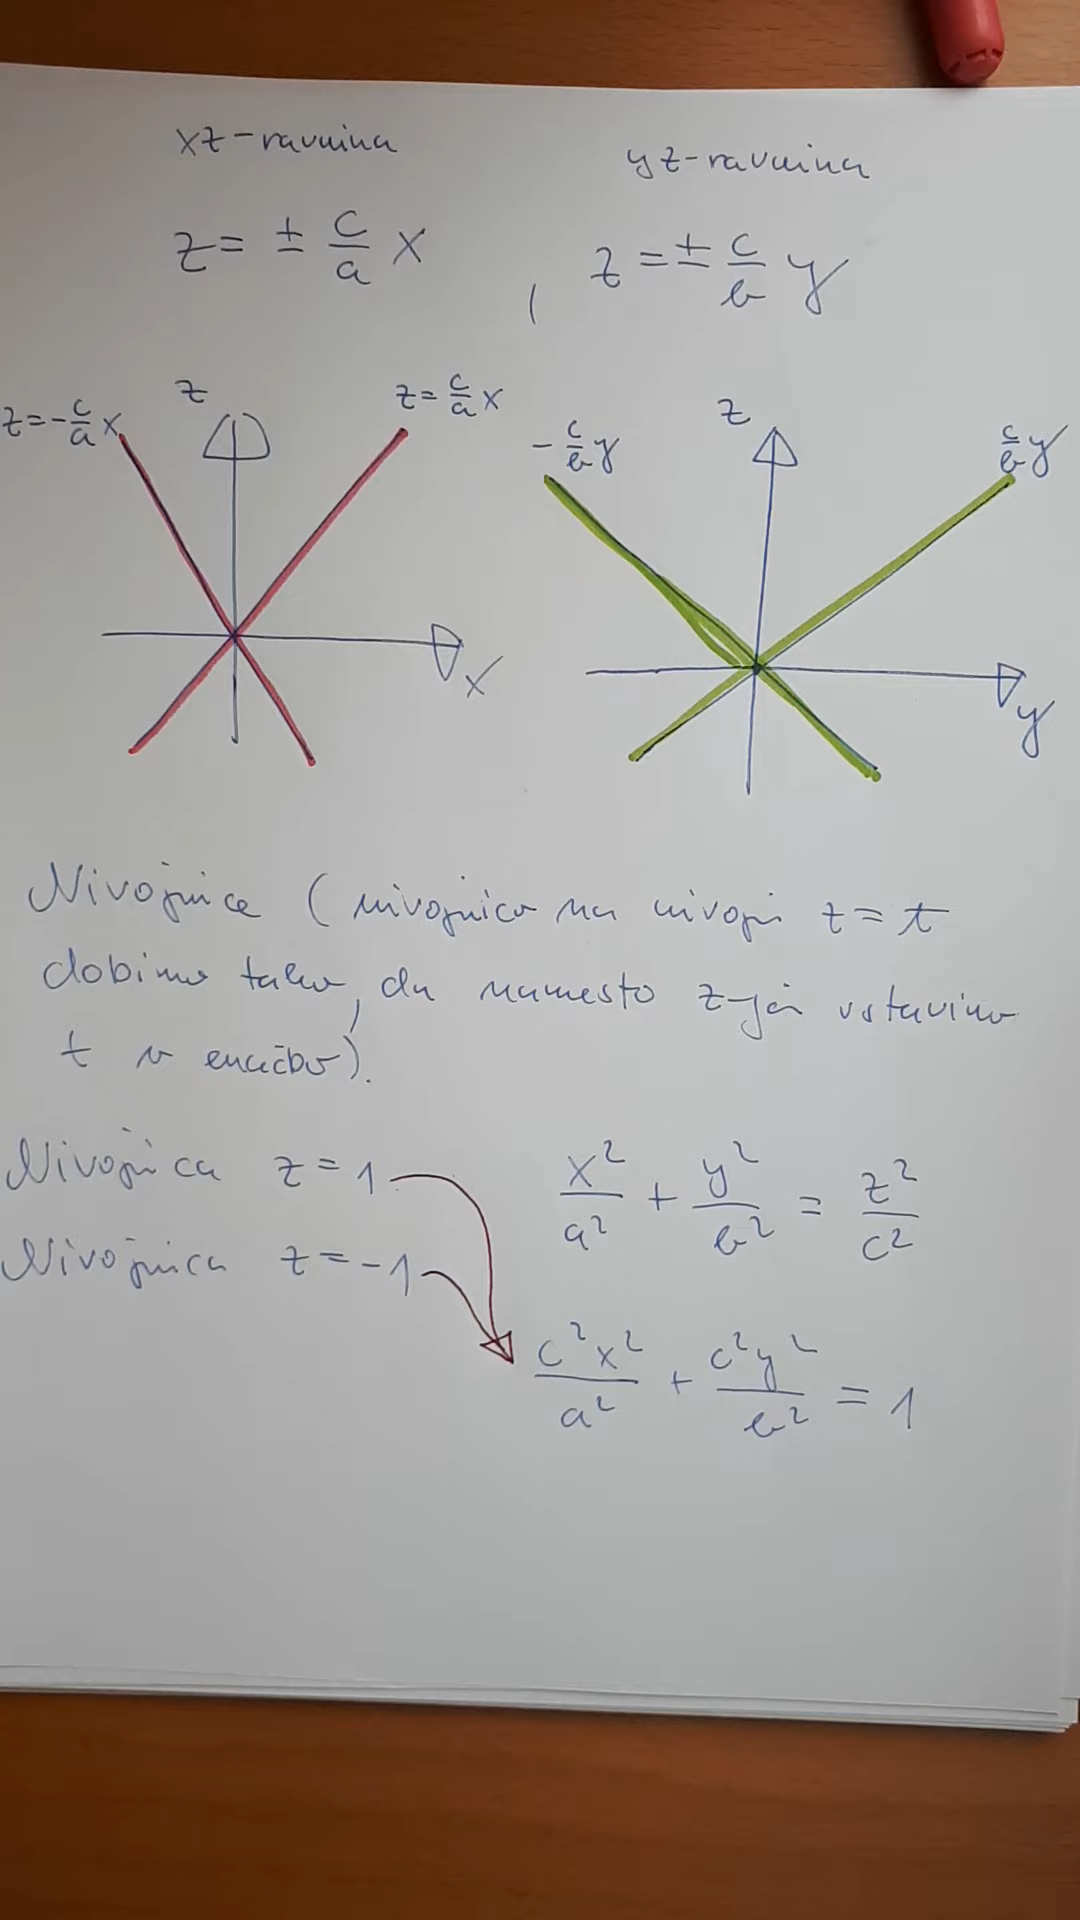 xz-ravnina
yz-ravnina
z = ± c/a x , z = ± c/b y
z = -c/a x
z
z = c/a x
x
-c/b y
z
c/b y
y
Nivojnice (nivojnico na nivoju z = t
dobimo tako, da namesto z-ja vstavimo
t v enačbo).
Nivojnica z = 1
x²/a² + y²/b² = z²/c²
Nivojnica z = -1
c²x²/a² + c²y²/b² = 1